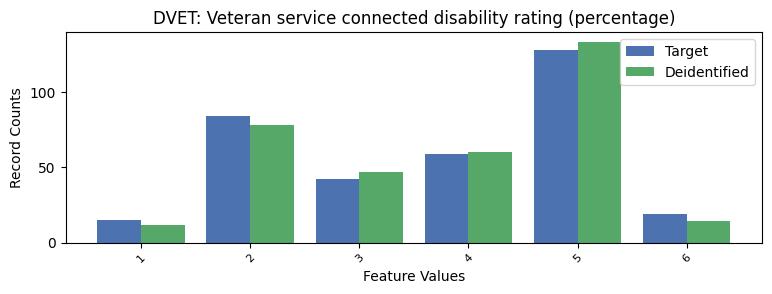 DVET: Veteran service connected disability rating (percentage)
Target
Deidentified
Record Counts
100
50
0
1 2 3 4 5 6
Feature Values